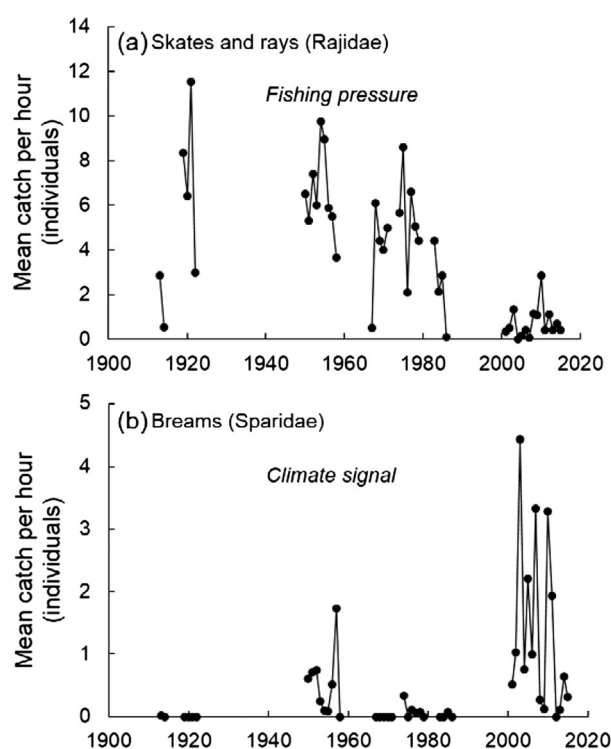 (a) Skates and rays (Rajidae)
Fishing pressure
Mean catch per hour
(individuals)
14
12
10
8
6
4
2
0
1900 1920 1940 1960 1980 2000 2020
(b) Breams (Sparidae)
Climate signal
Mean catch per hour
(individuals)
5
4
3
2
1
0
1900 1920 1940 1960 1980 2000 2020